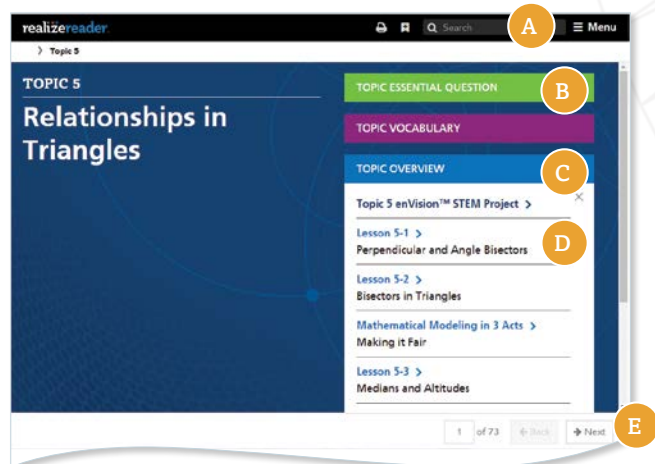 realizereader.
Search
A
Menu
Topic 5
TOPIC 5
Relationships in
Triangles
TOPIC ESSENTIAL QUESTION
B
TOPIC VOCABULARY
TOPIC OVERVIEW
C
Topic 5 enVision™ STEM Project >
Lesson 5-1 >
Perpendicular and Angle Bisectors
D
Lesson 5-2 >
Bisectors in Triangles
Mathematical Modeling in 3 Acts >
Making it Fair
Lesson 5-3 >
Medians and Altitudes
1 of 73 Back Next
E